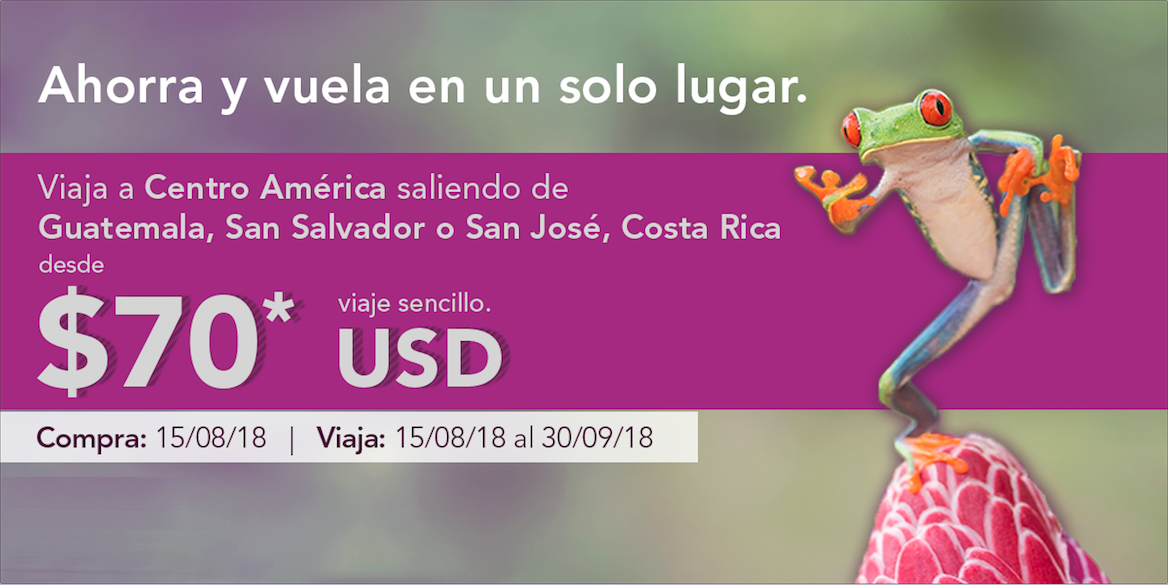 Ahorra y vuela en un solo lugar.
Viaja a Centro América saliendo de
Guatemala, San Salvador o San José, Costa Rica
desde
$70* viaje sencillo.
USD
Compra: 15/08/18 | Viaja: 15/08/18 al 30/09/18